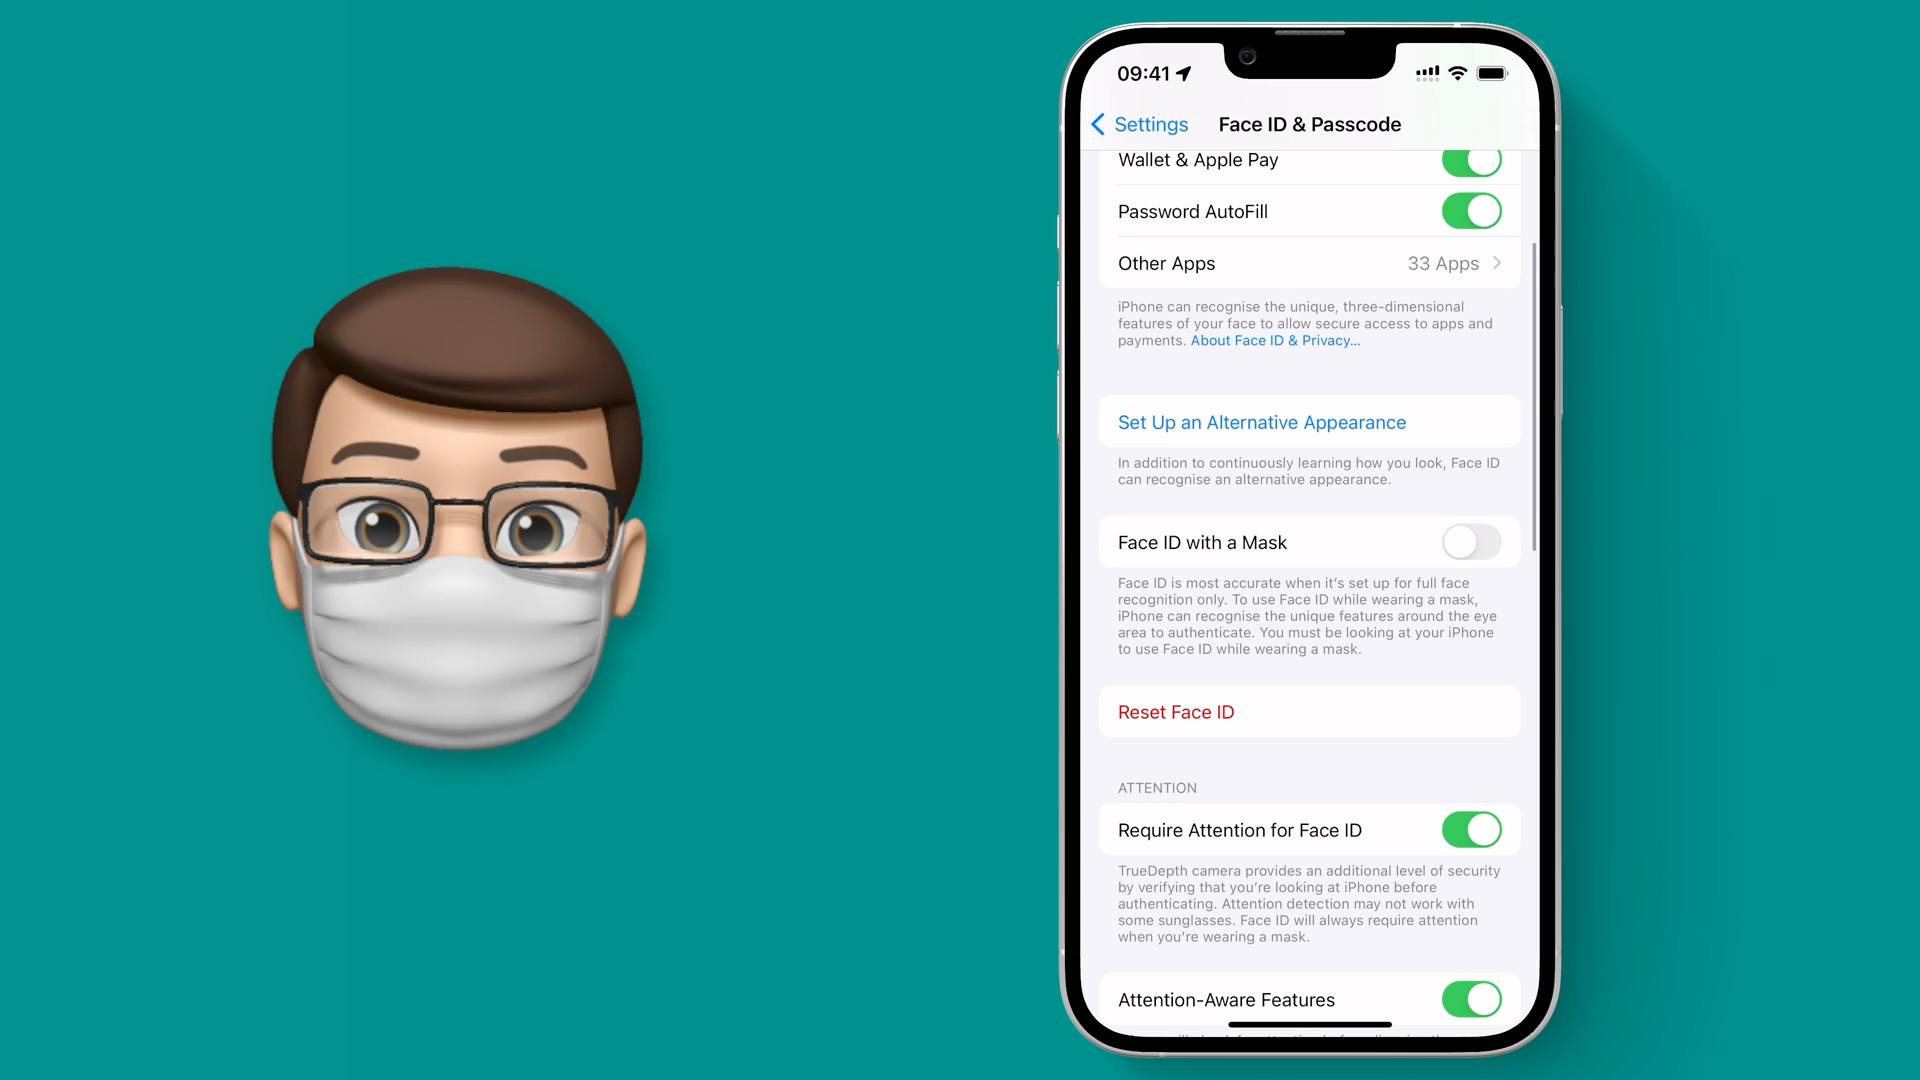 09:41
Settings
Face ID & Passcode
Wallet & Apple Pay
Password AutoFill
Other Apps
33 Apps
iPhone can recognise the unique, three-dimensional
features of your face to allow secure access to apps and
payments. About Face ID & Privacy...
Set Up an Alternative Appearance
In addition to continuously learning how you look, Face ID
can recognise an alternative appearance.
Face ID with a Mask
Face ID is most accurate when it's set up for full face
recognition only. To use Face ID while wearing a mask,
iPhone can recognise the unique features around the eye
area to authenticate. You must be looking at your iPhone
to use Face ID while wearing a mask.
Reset Face ID
ATTENTION
Require Attention for Face ID
TrueDepth camera provides an additional level of security
by verifying that you're looking at iPhone before
authenticating. Attention detection may not work with
some sunglasses. Face ID will always require attention
when you're wearing a mask.
Attention-Aware Features